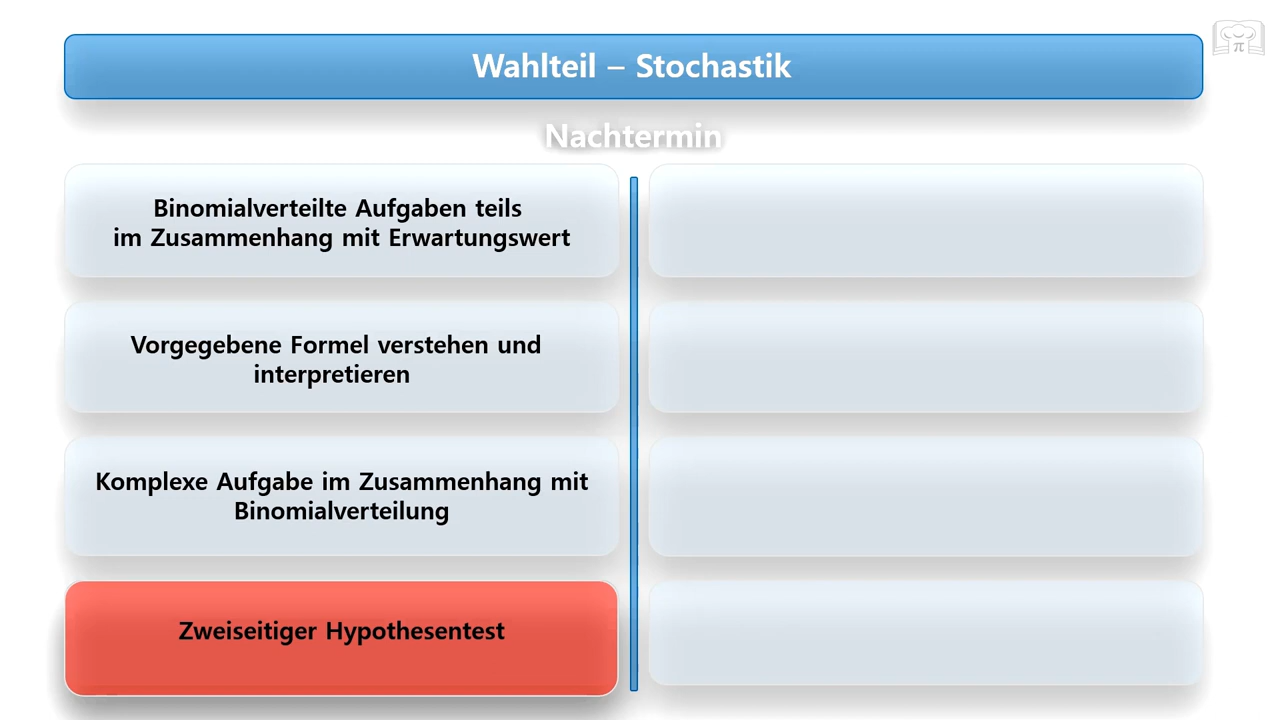 Wahlteil – Stochastik
Nachtermin
Binomialverteilte Aufgaben teils
im Zusammenhang mit Erwartungswert
Vorgegebene Formel verstehen und
interpretieren
Komplexe Aufgabe im Zusammenhang mit
Binomialverteilung
Zweiseitiger Hypothesentest
π